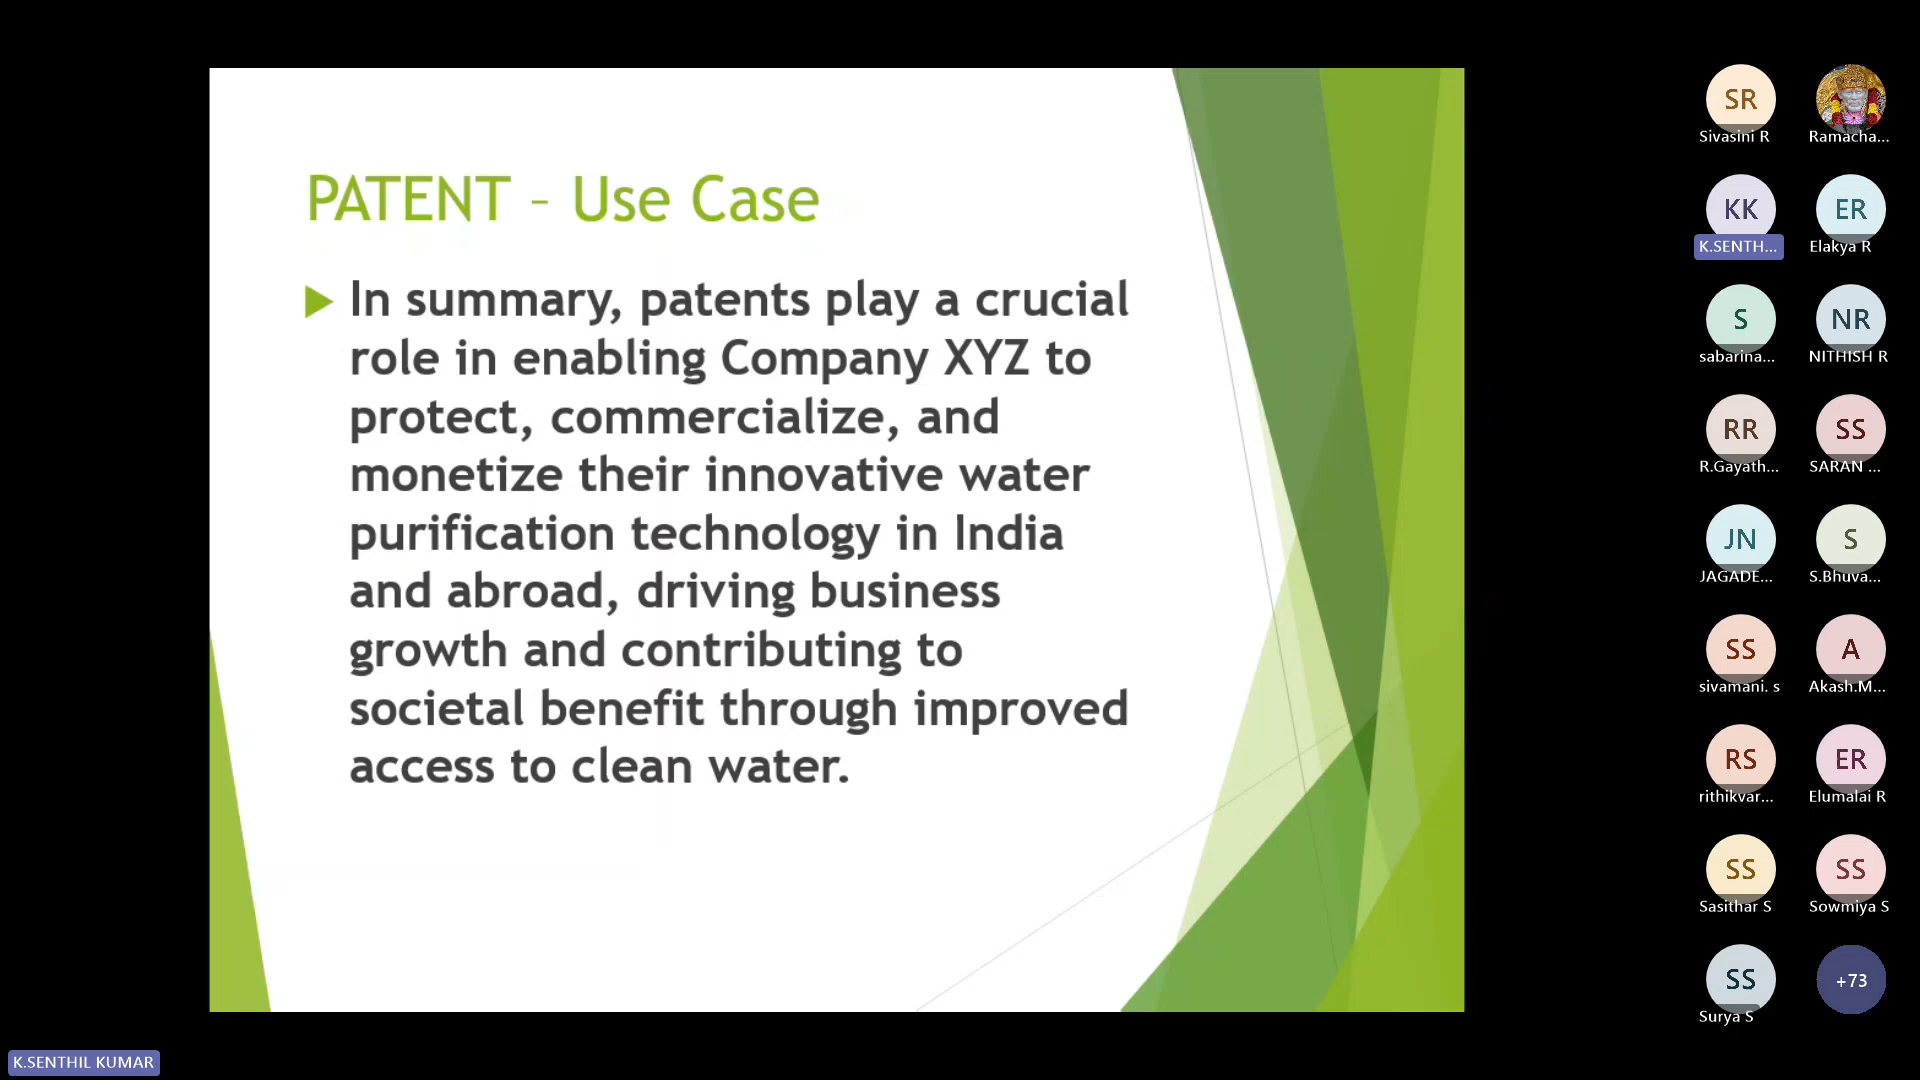 PATENT – Use Case
In summary, patents play a crucial
role in enabling Company XYZ to
protect, commercialize, and
monetize their innovative water
purification technology in India
and abroad, driving business
growth and contributing to
societal benefit through improved
access to clean water.
SR
Sivasini R
Ramacha...
KK
K.SENTH...
ER
Elakya R
S
sabarina...
NR
NITHISH R
RR
R.Gayath...
SS
SARAN ...
JN
JAGADE...
S
S.Bhuva...
SS
sivamani. s
A
Akash.M...
RS
rithikvar...
ER
Elumalai R
SS
Sasithar S
SS
Sowmiya S
SS
Surya S
+73
K.SENTHIL KUMAR